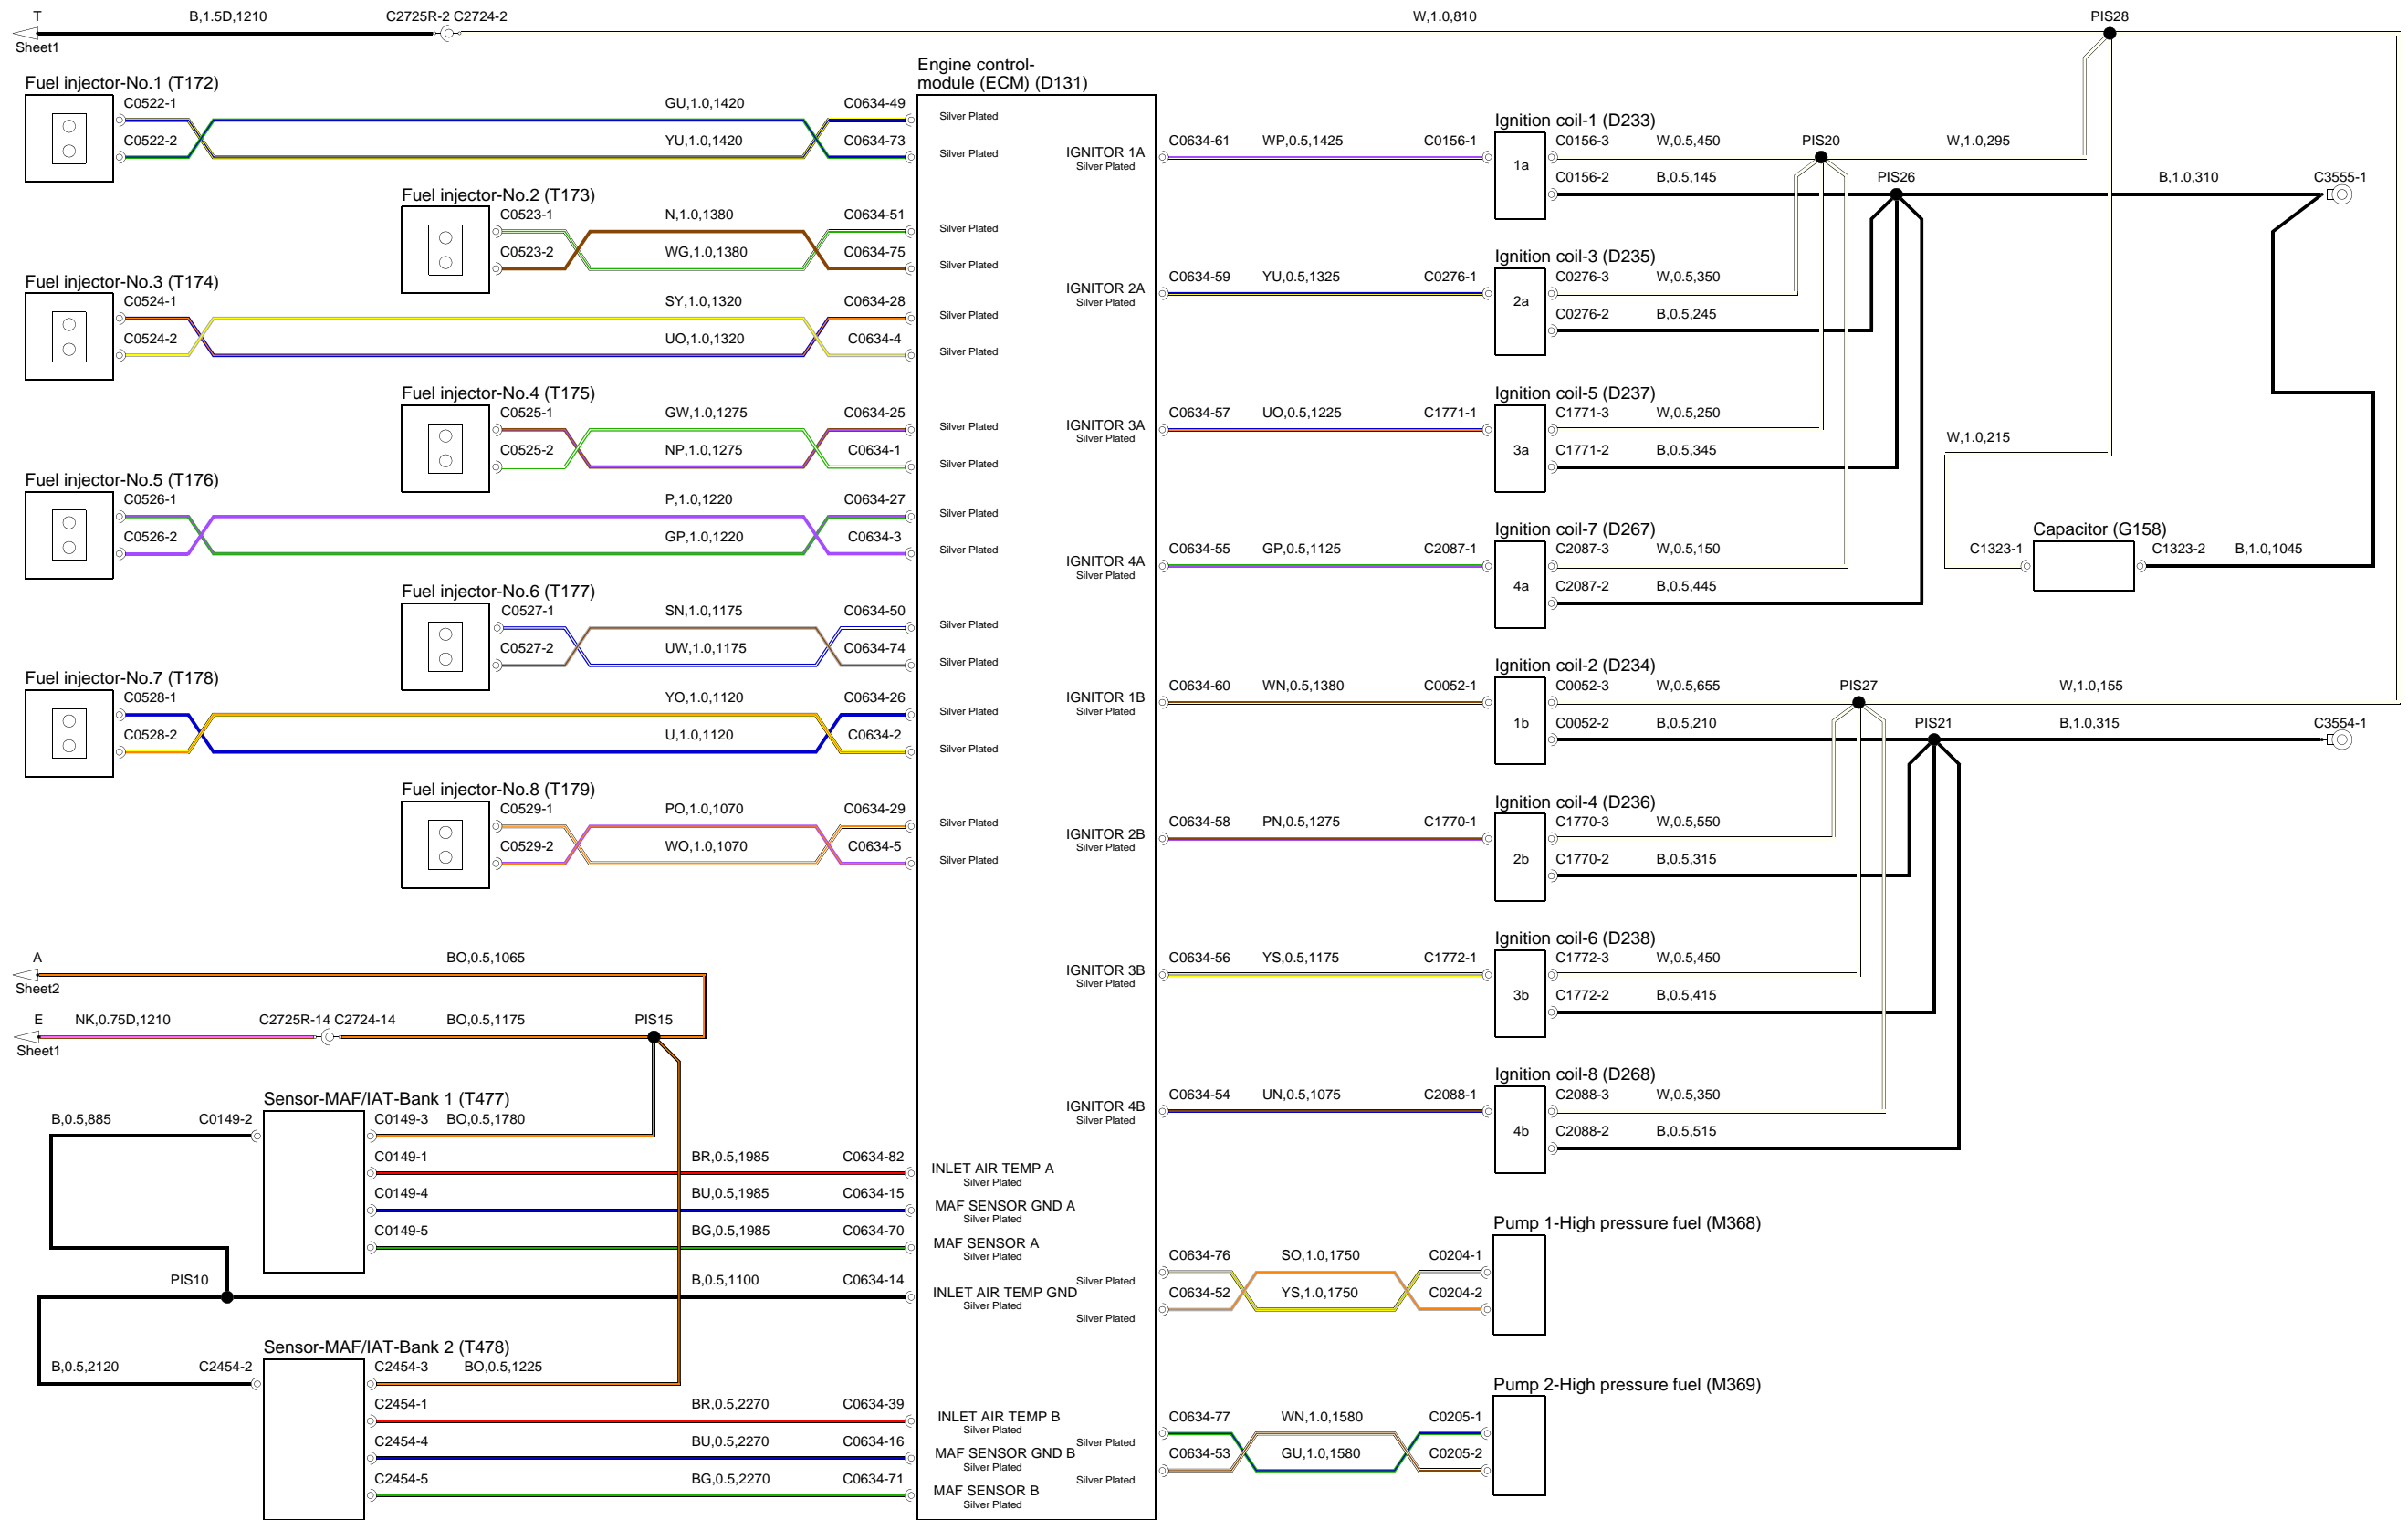 T B,1.5D,1210 C2725R-2 C2724-2 W,1.0,810 PIS28
Sheet1
Fuel injector-No.1 (T172)
C0522-1 GU,1.0,1420 C0634-49
C0522-2 YU,1.0,1420 C0634-73
Fuel injector-No.2 (T173)
C0523-1 N,1.0,1380 C0634-51
C0523-2 WG,1.0,1380 C0634-75
Fuel injector-No.3 (T174)
C0524-1 SY,1.0,1320 C0634-28
C0524-2 UO,1.0,1320 C0634-4
Fuel injector-No.4 (T175)
C0525-1 GW,1.0,1275 C0634-25
C0525-2 NP,1.0,1275 C0634-1
Fuel injector-No.5 (T176)
C0526-1 P,1.0,1220 C0634-27
C0526-2 GP,1.0,1220 C0634-3
Fuel injector-No.6 (T177)
C0527-1 SN,1.0,1175 C0634-50
C0527-2 UW,1.0,1175 C0634-74
Fuel injector-No.7 (T178)
C0528-1 YO,1.0,1120 C0634-26
C0528-2 U,1.0,1120 C0634-2
Fuel injector-No.8 (T179)
C0529-1 PO,1.0,1070 C0634-29
C0529-2 WO,1.0,1070 C0634-5
A BO,0.5,1065
Sheet2
E NK,0.75D,1210 C2725R-14 C2724-14 BO,0.5,1175 PIS15
Sheet1
Sensor-MAF/IAT-Bank 1 (T477)
B,0.5,885 C0149-2 C0149-3 BO,0.5,1780
C0149-1 BR,0.5,1985 C0634-82
C0149-4 BU,0.5,1985 C0634-15
C0149-5 BG,0.5,1985 C0634-70
PIS10 B,0.5,1100 C0634-14
Sensor-MAF/IAT-Bank 2 (T478)
B,0.5,2120 C2454-2 C2454-3 BO,0.5,1225
C2454-1 BR,0.5,2270 C0634-39
C2454-4 BU,0.5,2270 C0634-16
C2454-5 BG,0.5,2270 C0634-71
Engine control-
module (ECM) (D131)
Silver Plated
Silver Plated
IGNITOR 1A
Silver Plated
Silver Plated
Silver Plated
IGNITOR 2A
Silver Plated
Silver Plated
Silver Plated
IGNITOR 3A
Silver Plated
Silver Plated
Silver Plated
Silver Plated
Silver Plated
IGNITOR 4A
Silver Plated
Silver Plated
Silver Plated
IGNITOR 1B
Silver Plated
Silver Plated
Silver Plated
IGNITOR 2B
Silver Plated
Silver Plated
Silver Plated
IGNITOR 3B
Silver Plated
IGNITOR 4B
Silver Plated
INLET AIR TEMP A
Silver Plated
MAF SENSOR GND A
Silver Plated
MAF SENSOR A
Silver Plated
Silver Plated
INLET AIR TEMP GND
Silver Plated
Silver Plated
INLET AIR TEMP B
Silver Plated
Silver Plated
MAF SENSOR GND B
Silver Plated
Silver Plated
MAF SENSOR B
Silver Plated
Ignition coil-1 (D233)
C0634-61 WP,0.5,1425 C0156-1 1a C0156-3 W,0.5,450 PIS20 W,1.0,295
C0156-2 B,0.5,145 PIS26 B,1.0,310 C3555-1
Ignition coil-3 (D235)
C0634-59 YU,0.5,1325 C0276-1 2a C0276-3 W,0.5,350
C0276-2 B,0.5,245
Ignition coil-5 (D237)
C0634-57 UO,0.5,1225 C1771-1 3a C1771-3 W,0.5,250
C1771-2 B,0.5,345
W,1.0,215
Ignition coil-7 (D267)
C0634-55 GP,0.5,1125 C2087-1 4a C2087-3 W,0.5,150
C2087-2 B,0.5,445
Capacitor (G158)
C1323-1 C1323-2 B,1.0,1045
Ignition coil-2 (D234)
C0634-60 WN,0.5,1380 C0052-1 1b C0052-3 W,0.5,655 PIS27 W,1.0,155
C0052-2 B,0.5,210 PIS21 B,1.0,315 C3554-1
Ignition coil-4 (D236)
C0634-58 PN,0.5,1275 C1770-1 2b C1770-3 W,0.5,550
C1770-2 B,0.5,315
Ignition coil-6 (D238)
C0634-56 YS,0.5,1175 C1772-1 3b C1772-3 W,0.5,450
C1772-2 B,0.5,415
Ignition coil-8 (D268)
C0634-54 UN,0.5,1075 C2088-1 4b C2088-3 W,0.5,350
C2088-2 B,0.5,515
Pump 1-High pressure fuel (M368)
C0634-76 SO,1.0,1750 C0204-1
C0634-52 YS,1.0,1750 C0204-2
Pump 2-High pressure fuel (M369)
C0634-77 WN,1.0,1580 C0205-1
C0634-53 GU,1.0,1580 C0205-2